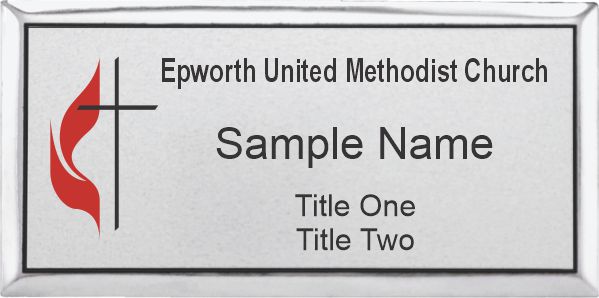 Epworth United Methodist Church
Sample Name
Title One
Title Two